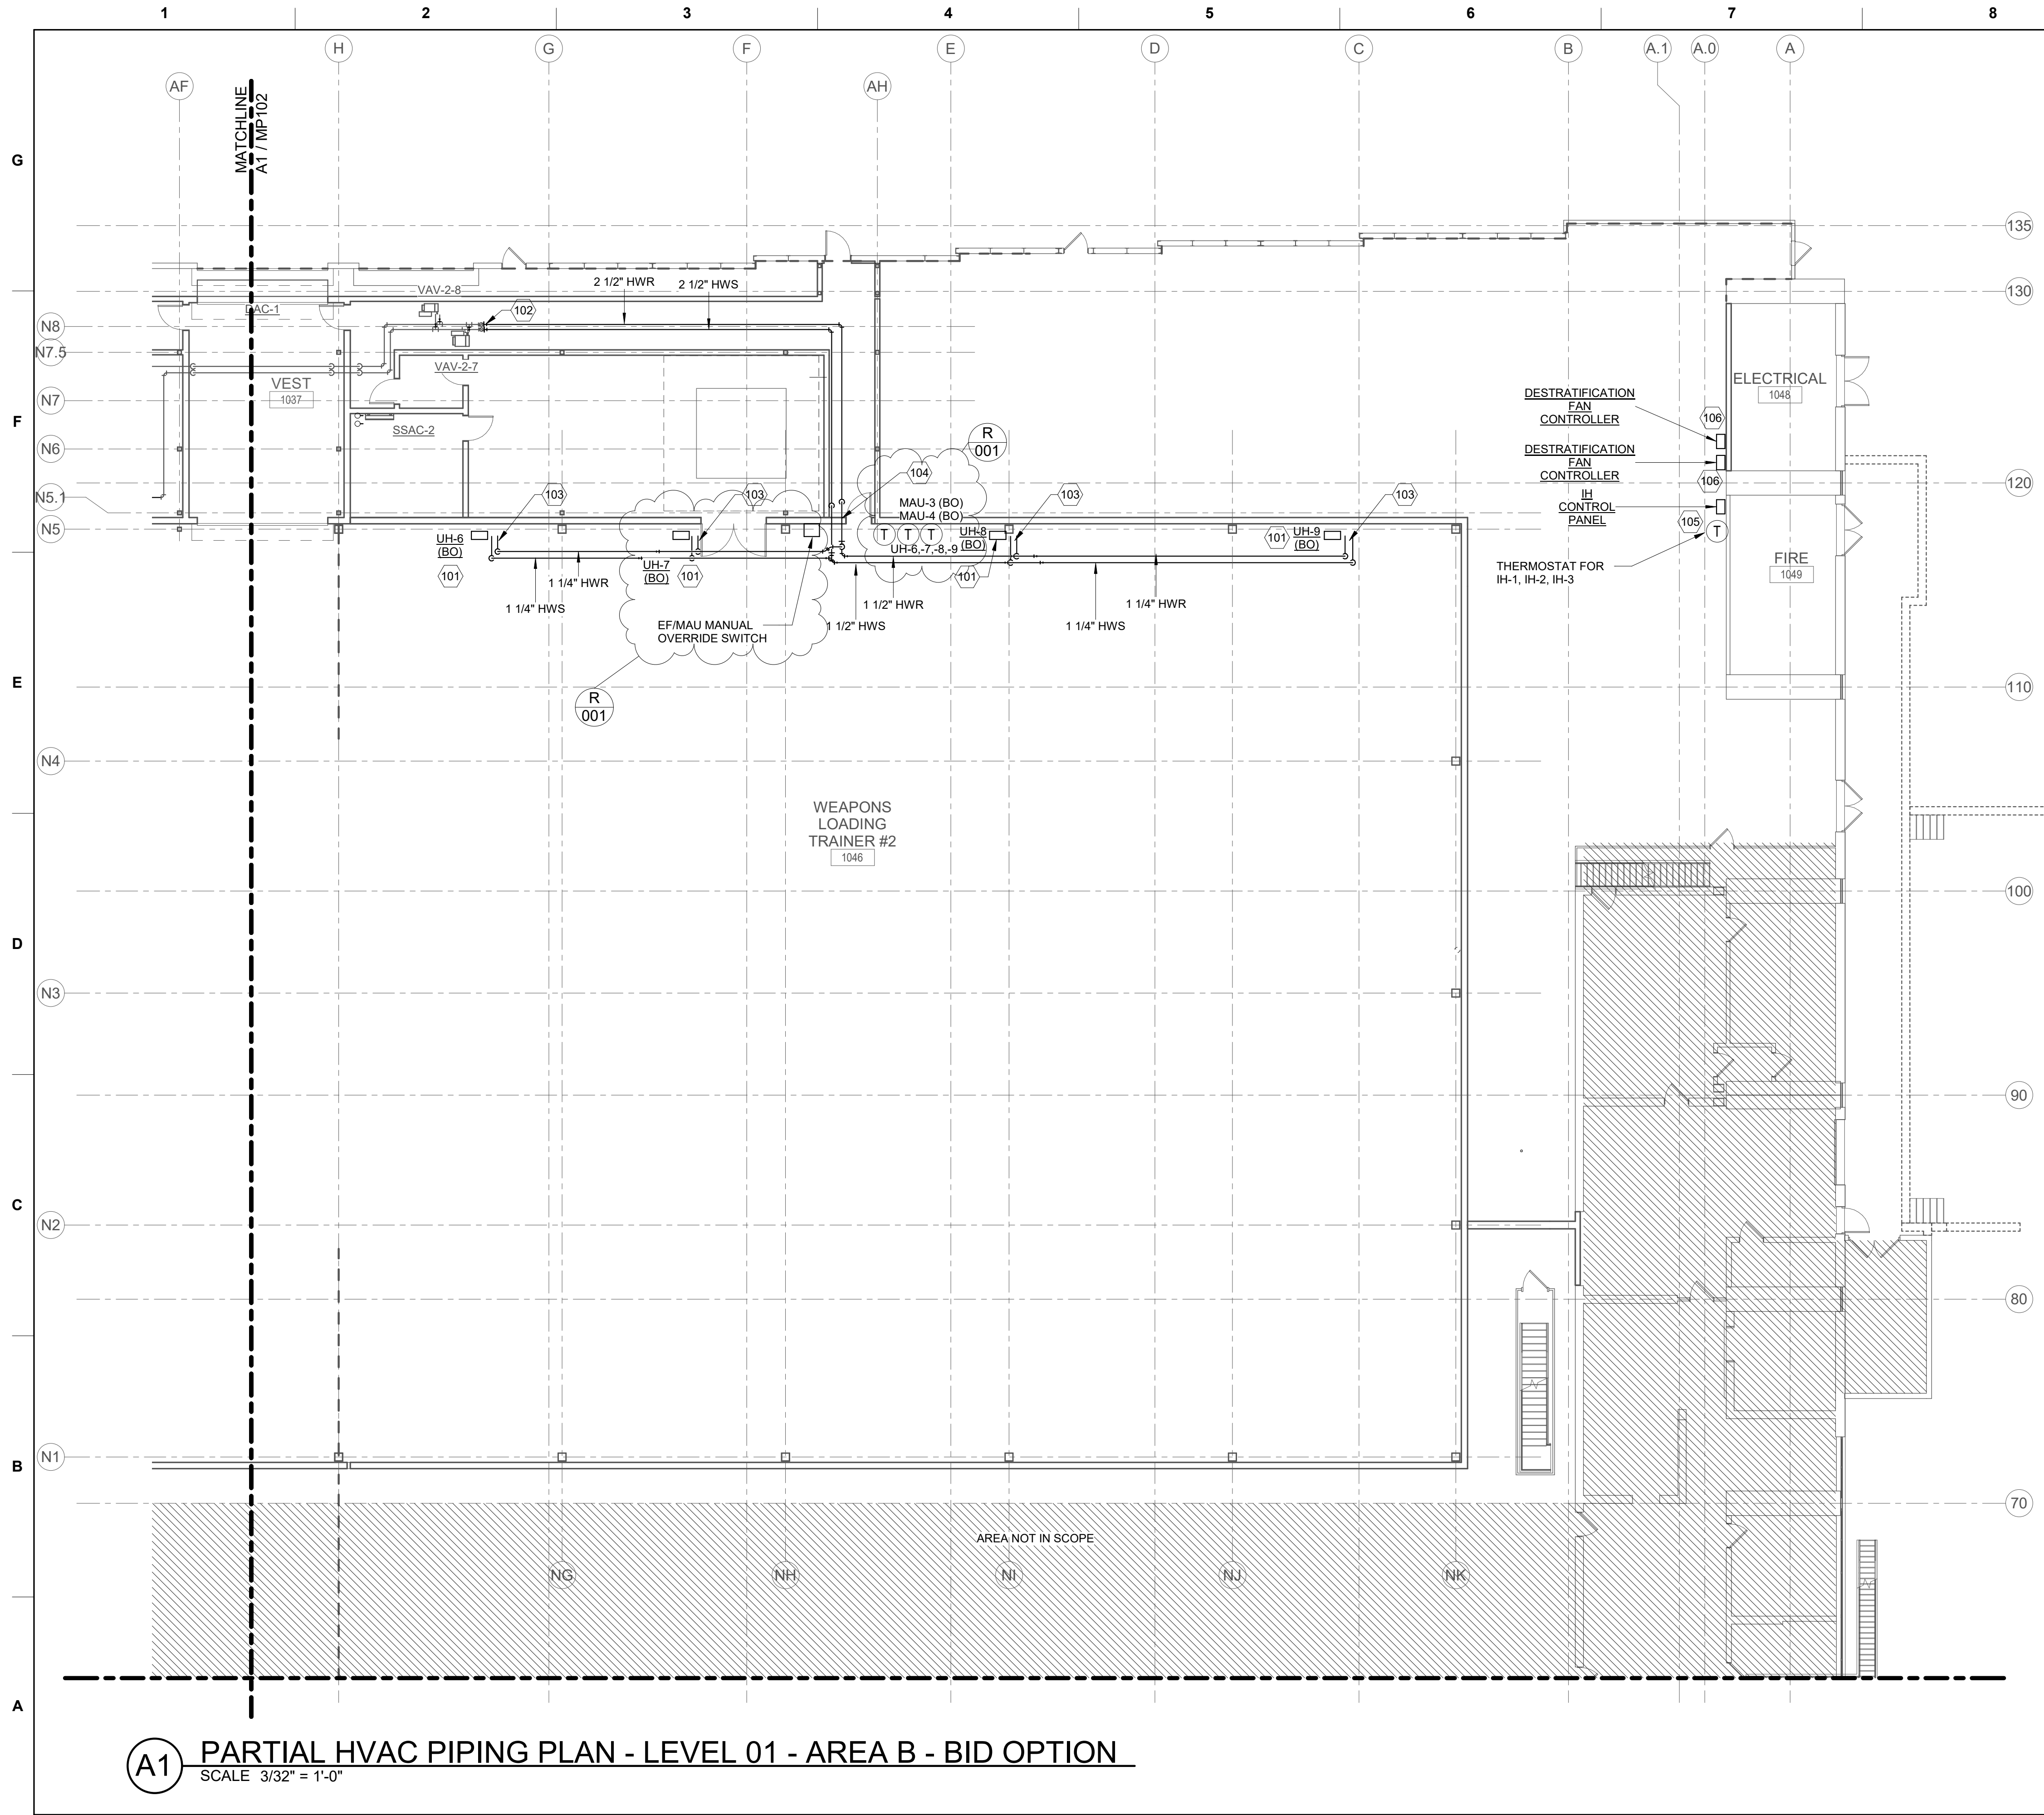 1 2 3 4 5 6 7 8
H G F E D C B A.1 A.0 A
AF AH
MATCHLINE
A1 / MP102
G
135
2 1/2" HWR 2 1/2" HWS
VAV-2-8
130
DAC-1
102
N8
N7.5
VAV-2-7
VEST
1037
ELECTRICAL
1048
N7
F
DESTRATIFICATION
FAN
CONTROLLER
106
SSAC-2
R
001
N6
DESTRATIFICATION
FAN
CONTROLLER
106
104
120
N5.1
103 103 103 103
MAU-3 (BO)
MAU-4 (BO)
IH
CONTROL
PANEL
105
T
N5
UH-6
(BO)
101
T T T
UH-6,-7,-8,-9
UH-8
(BO)
101
101
UH-9
(BO)
FIRE
1049
UH-7
(BO)
101
THERMOSTAT FOR
IH-1, IH-2, IH-3
1 1/4" HWR
1 1/4" HWS
1 1/2" HWR
1 1/2" HWS
1 1/4" HWR
1 1/4" HWS
EF/MAU MANUAL
OVERRIDE SWITCH
E
110
R
001
N4
WEAPONS
LOADING
TRAINER #2
1046
100
D
N3
90
C
N2
80
N1
B
70
AREA NOT IN SCOPE
NG NH NI NJ NK
A
A1
PARTIAL HVAC PIPING PLAN - LEVEL 01 - AREA B - BID OPTION
SCALE 3/32" = 1'-0"